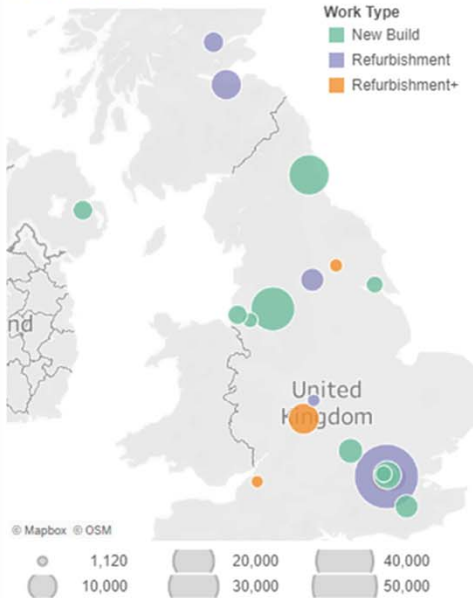 Work Type
New Build
Refurbishment
Refurbishment+
nd
United
Kingdom
© Mapbox © OSM
1,120 20,000 40,000
10,000 30,000 50,000